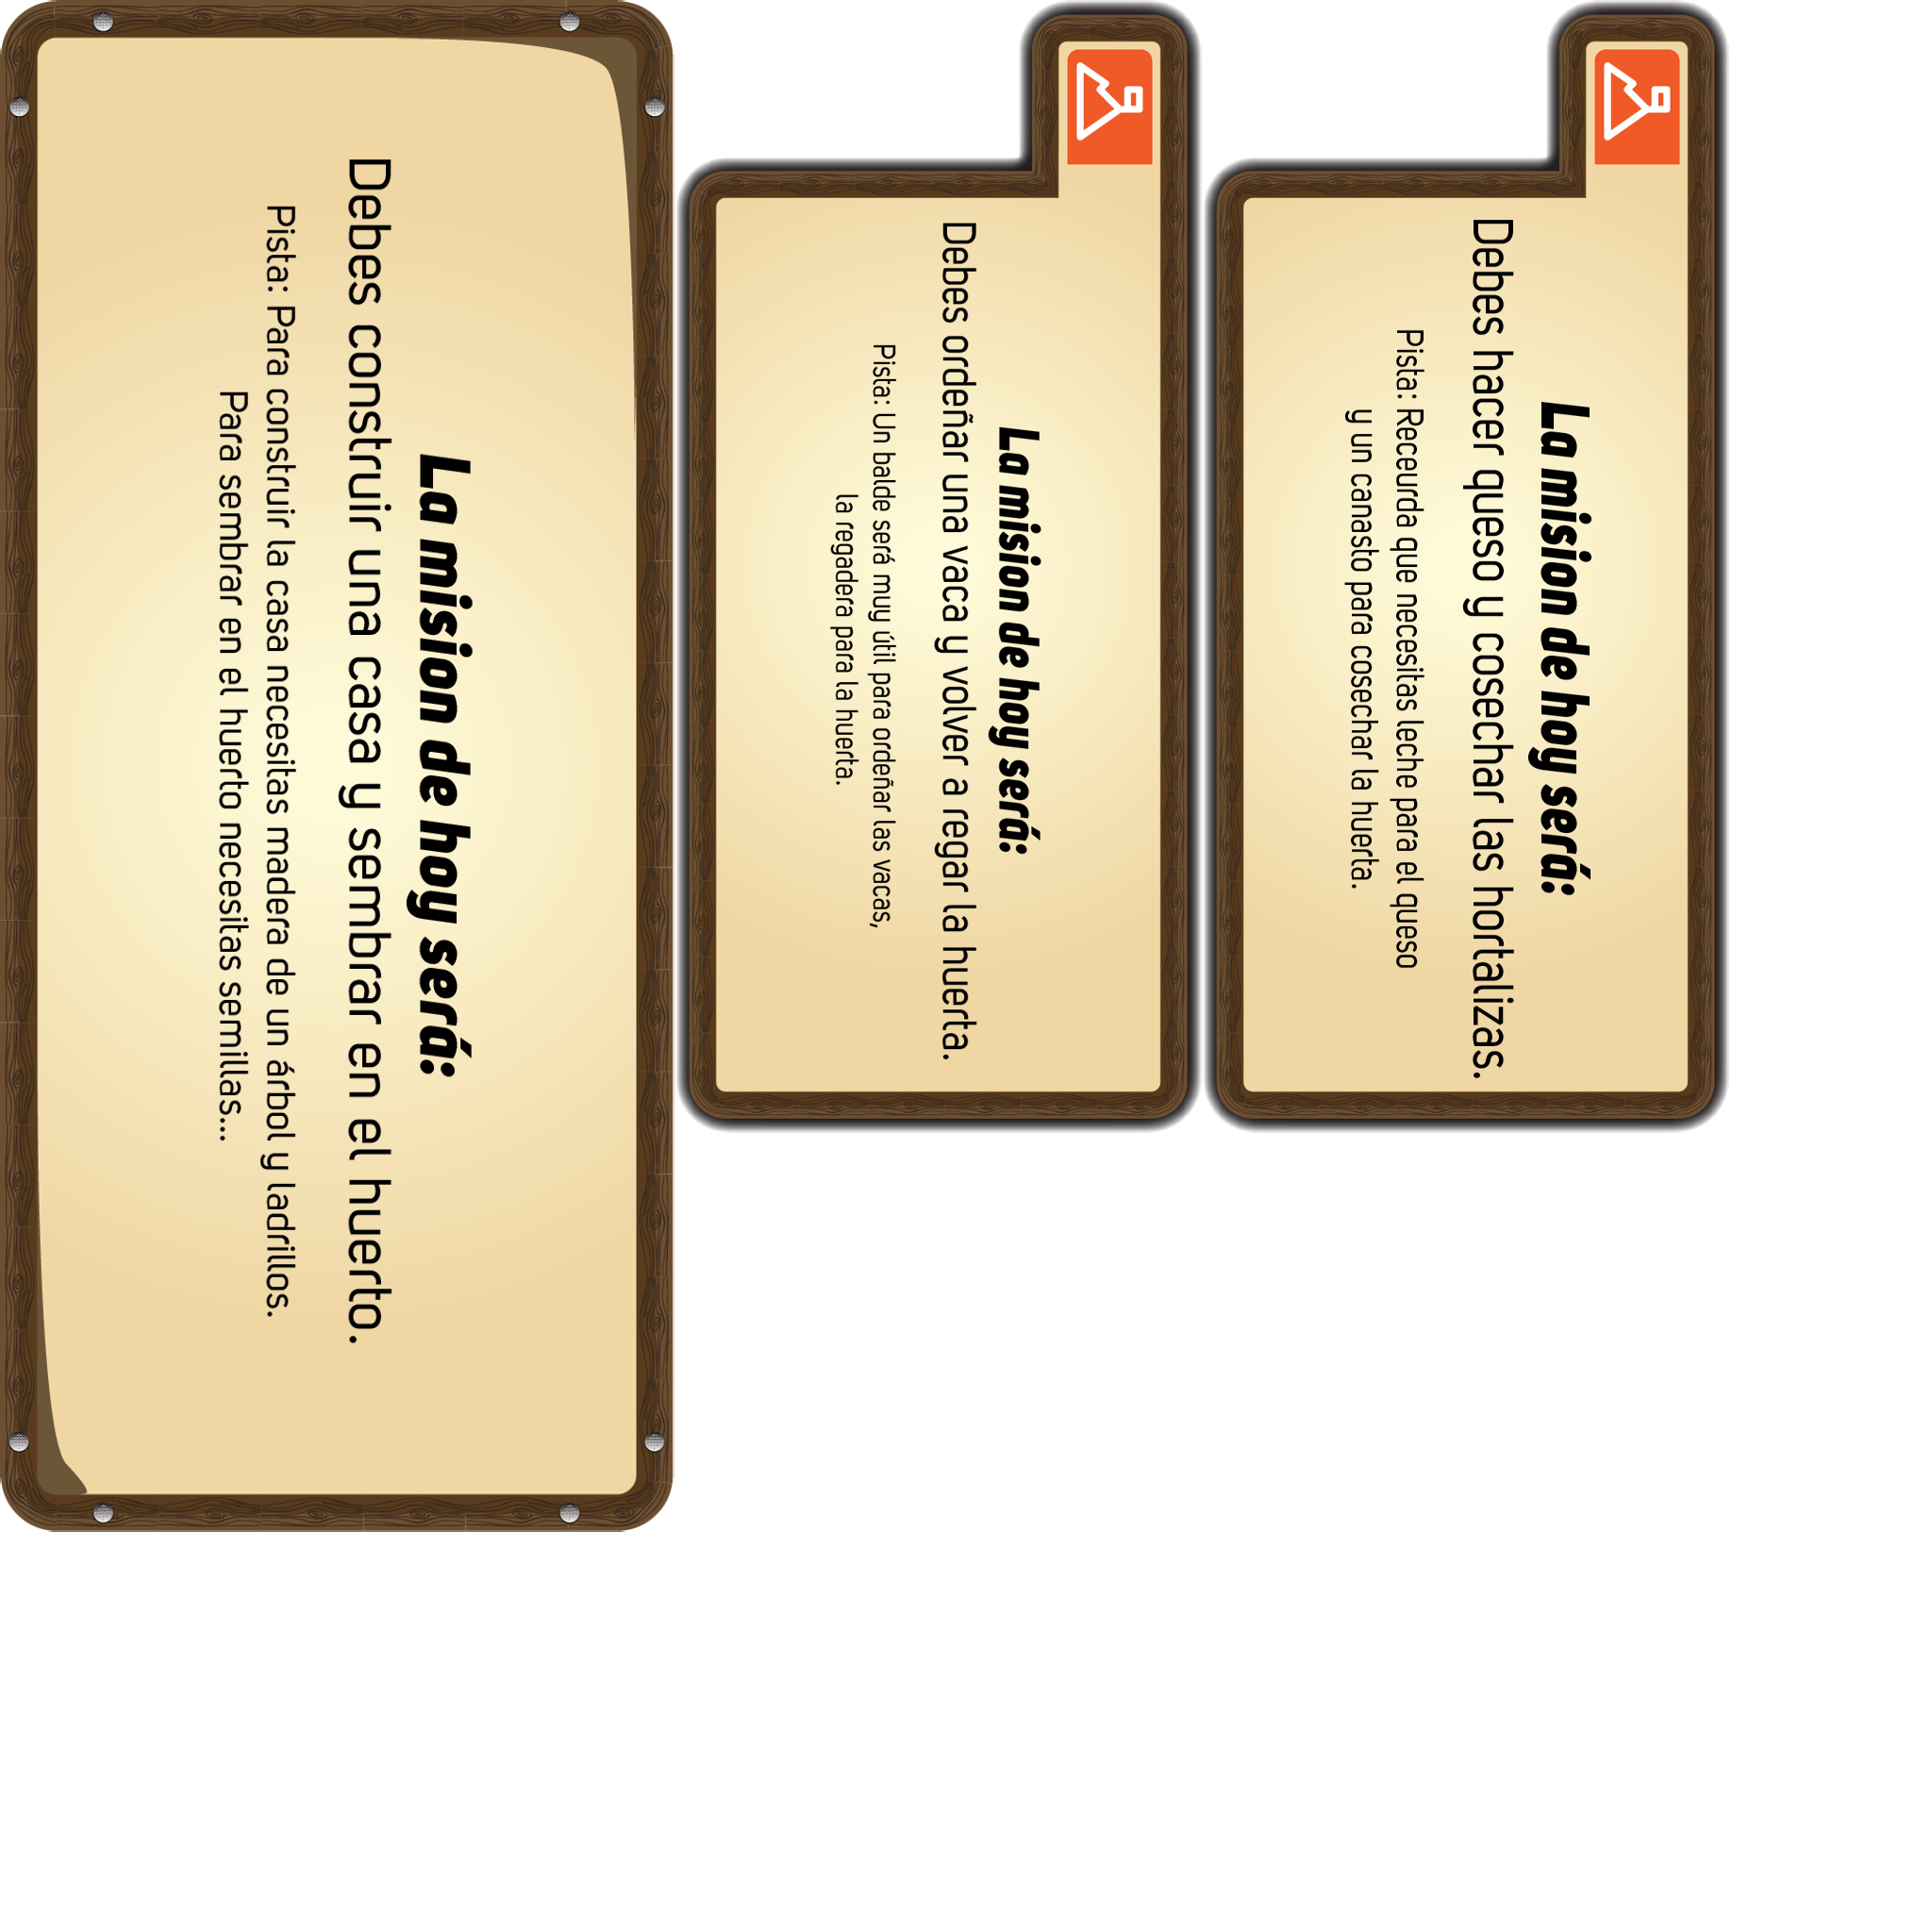 La mision de hoy será:
Debes construir una casa y sembrar en el huerto.
Pista: Para construir la casa necesitas madera de un árbol y ladrillos.
Para sembrar en el huerto necesitas semillas...
La mision de hoy será:
Debes ordeñar una vaca y volver a regar la huerta.
Pista: Un balde será muy útil para ordeñar las vacas,
la regadera para la huerta.
La mision de hoy será:
Debes hacer queso y cosechar las hortalizas.
Pista: Receurda que necesitas leche para el queso
y un canasto para cosechar la huerta.